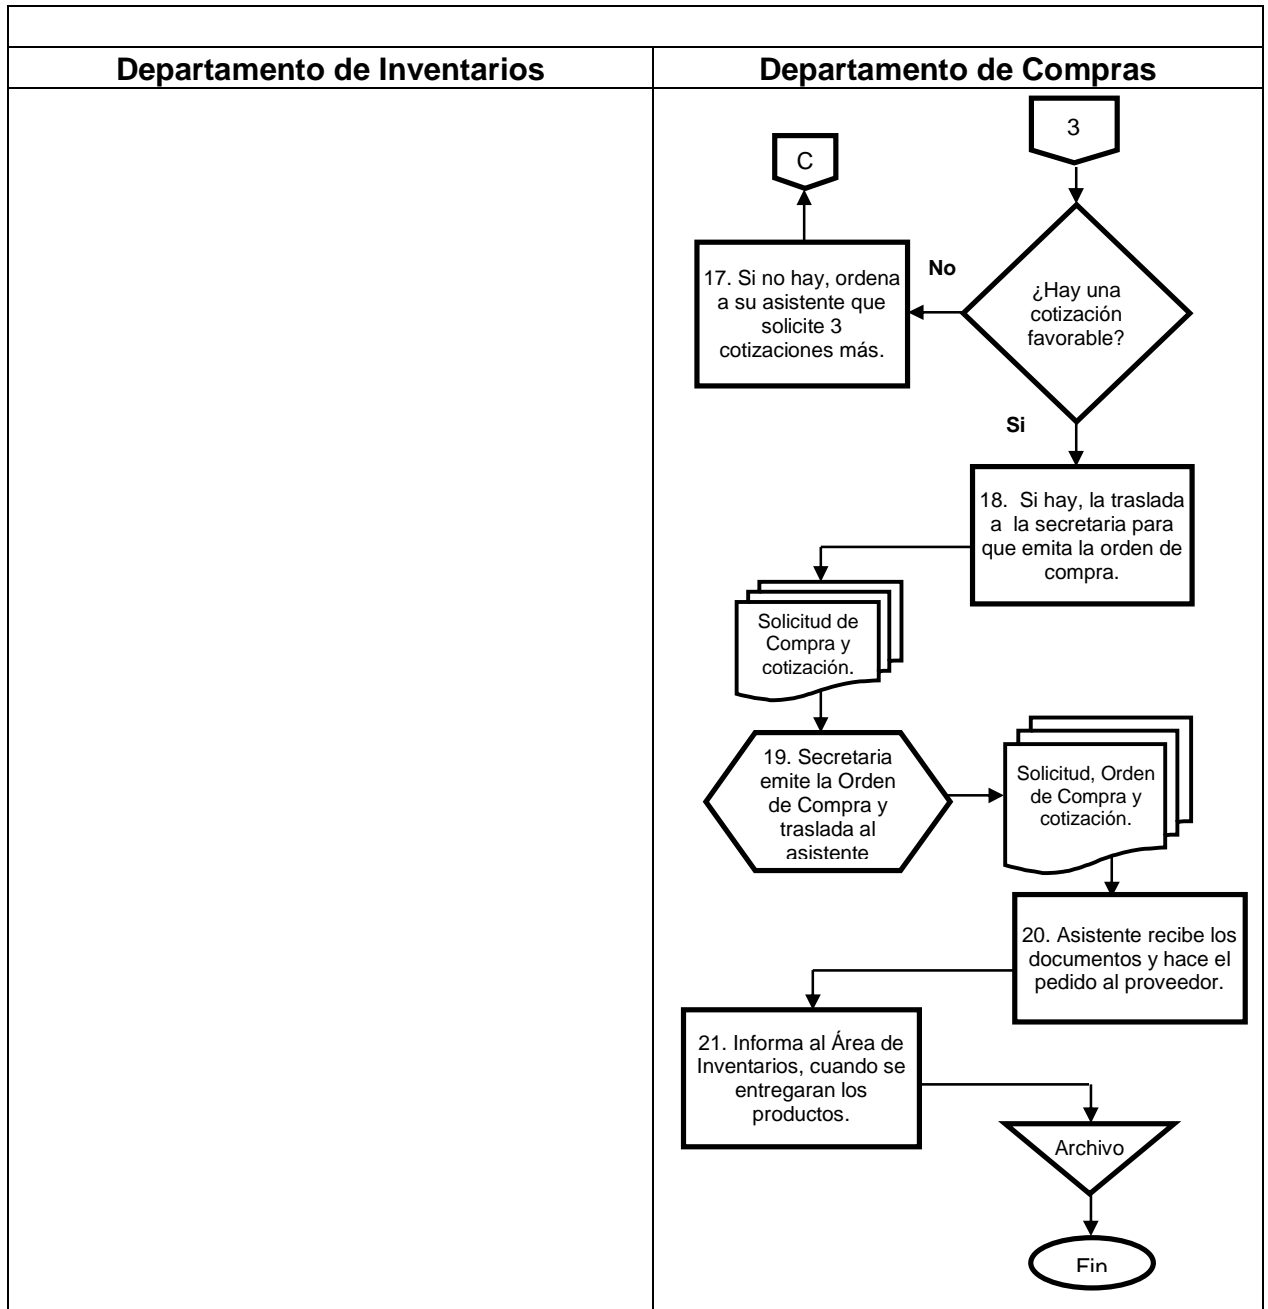 Departamento de Inventarios
Departamento de Compras
3
C
17. Si no hay, ordena
a su asistente que
solicite 3
cotizaciones más.
No
¿Hay una
cotización
favorable?
Si
18.  Si hay, la traslada
a  la secretaria para
que emita la orden de
compra.
Solicitud de
Compra y
cotización.
19. Secretaria
emite la Orden
de Compra y
traslada al
asistente
Solicitud, Orden
de Compra y
cotización.
20. Asistente recibe los
documentos y hace el
pedido al proveedor.
21. Informa al Área de
Inventarios, cuando se
entregaran los
productos.
Archivo
Fin